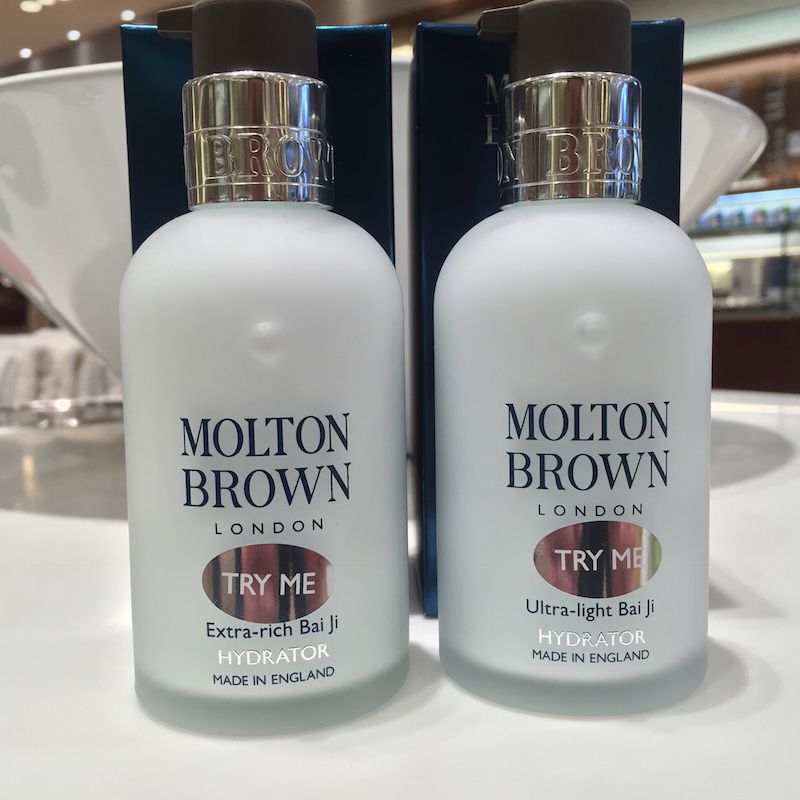 BROWN
MOLTON
BROWN
LONDON
TRY ME
Extra-rich Bai Ji
HYDRATOR
MADE IN ENGLAND
MOLTON
BROWN
LONDON
TRY ME
Ultra-light Bai Ji
HYDRATOR
MADE IN ENGLAND